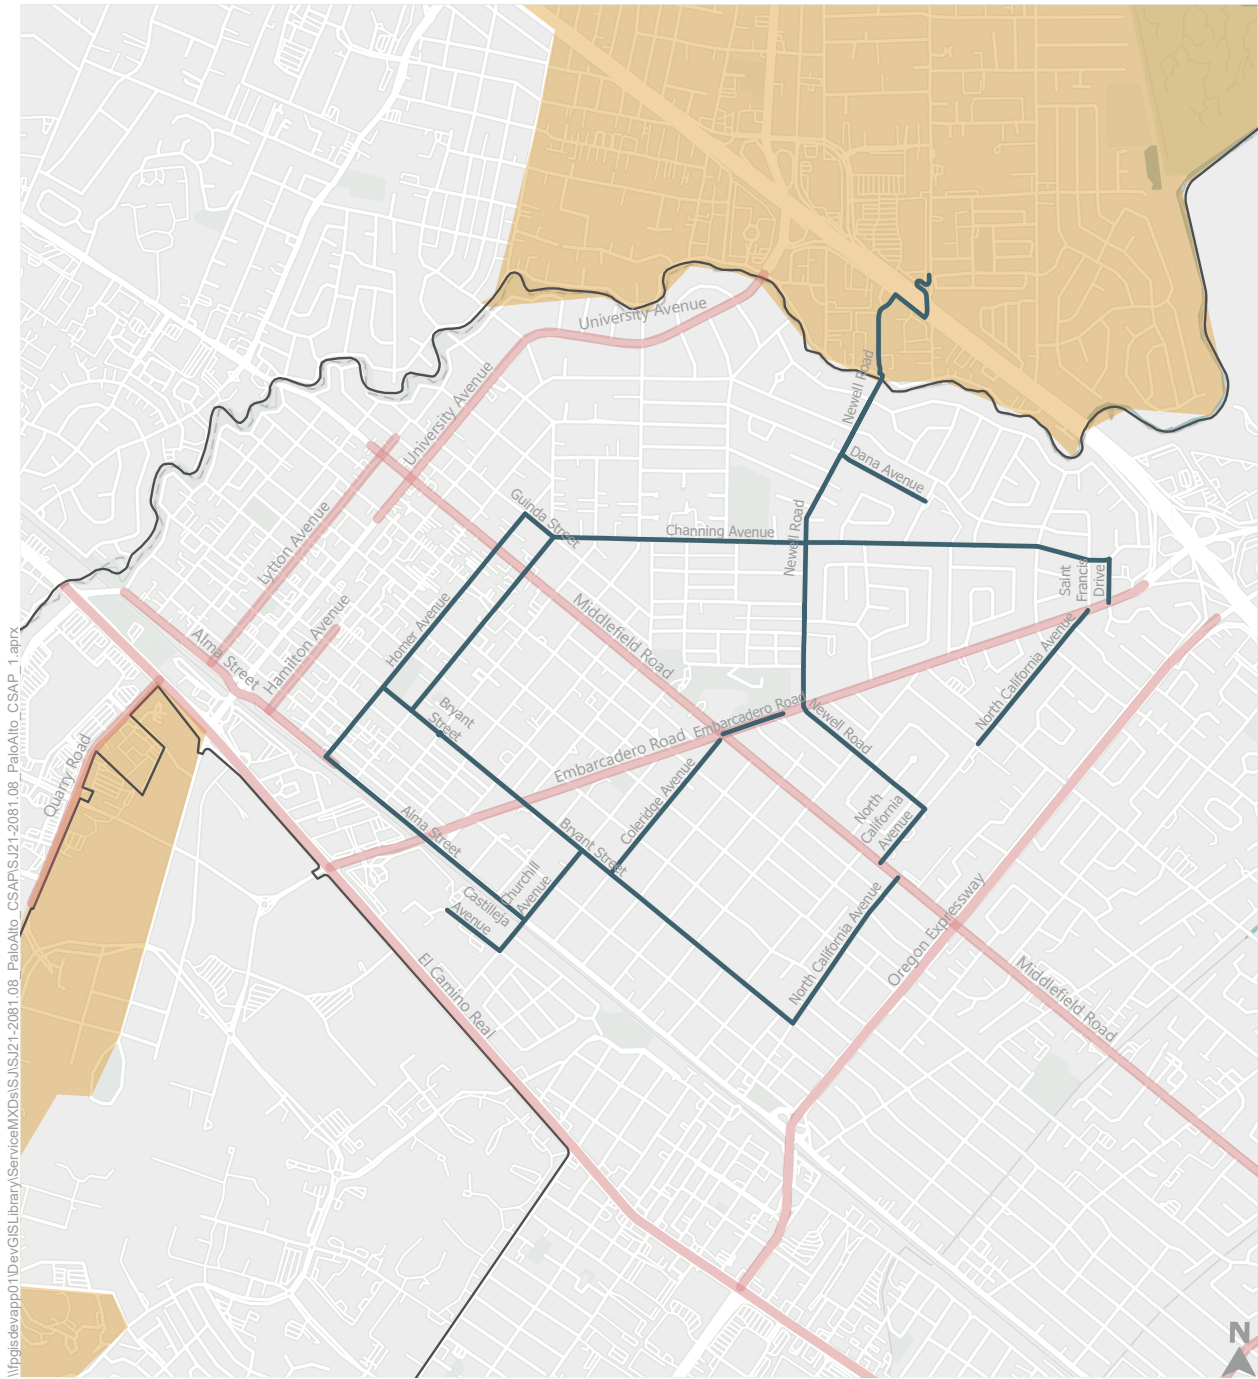 University Avenue
University Avenue
Newell Road
Dana Avenue
Guinda Street
Channing Avenue
Newell Road
Lytton Avenue
Saint
Francis
Drive
Hamilton Avenue
Homer Avenue
Middlefield Road
Alma Street
North California Avenue
Bryant
Street
Embarcadero Road
Newell Road
Embarcadero Road
Quarry Road
Coleridge Avenue
North
California
Avenue
Alma Street
Bryant Street
Churchill
Avenue
Castilleja
Avenue
North California Avenue
Oregon Expressway
El Camino Real
Middlefield Road
\\fpgisdevapp01\DevGISLibrary\ServiceMXDs\SJ\SJ21-2081.08_PaloAlto_CSAP\SJ21-2081.08_PaloAlto_CSAP_1.aprx
N